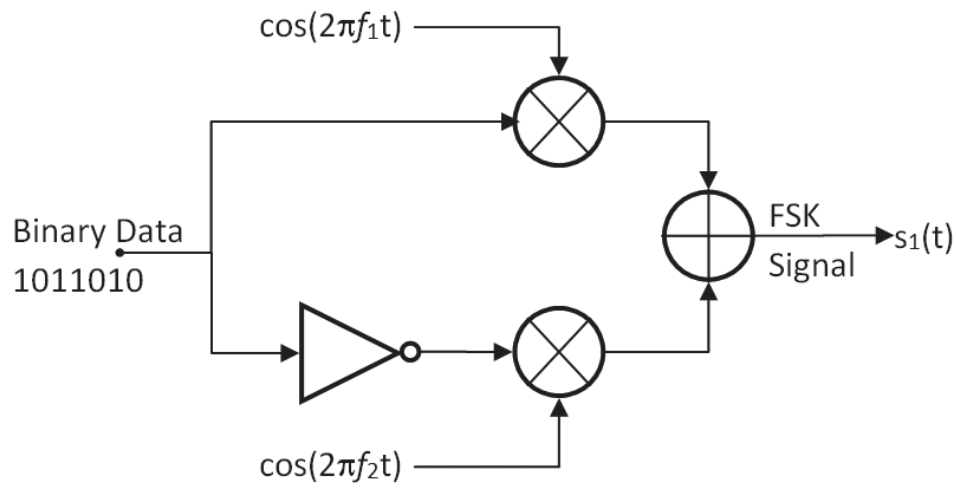 cos(2πf₁t)
Binary Data
1011010
FSK
Signal
s₁(t)
cos(2πf₂t)